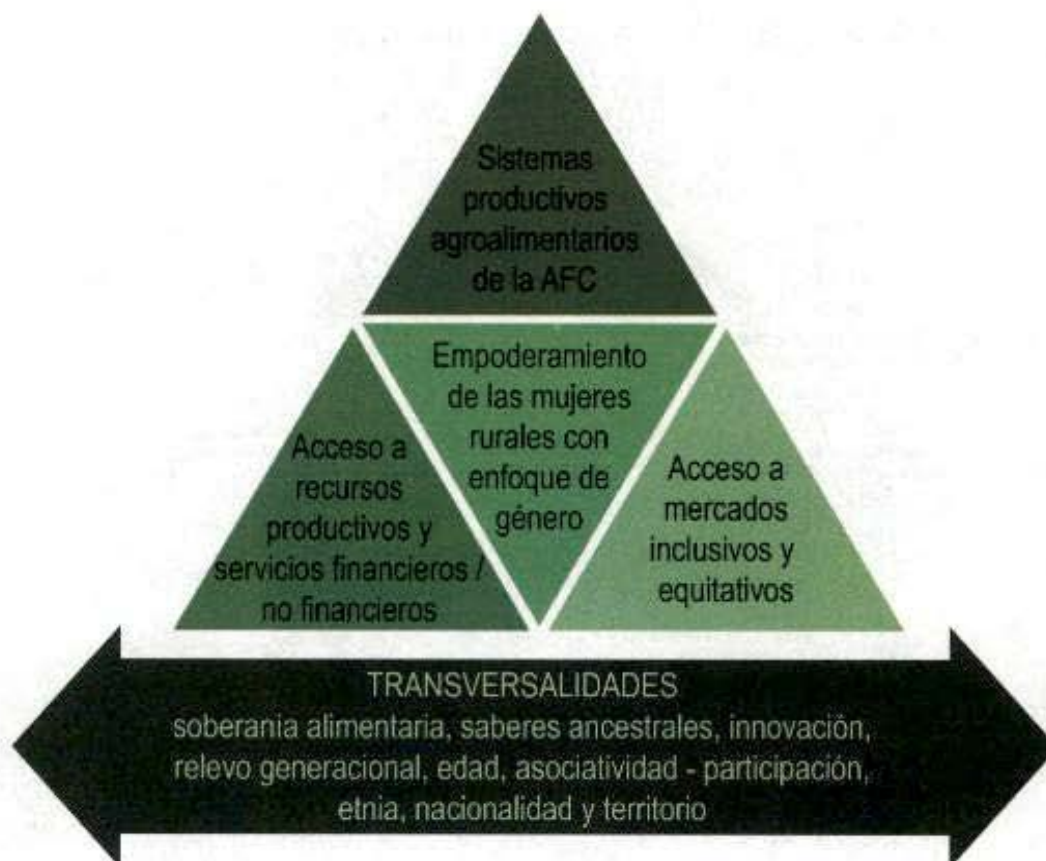 Sistemas
productivos
agroalimentarios
de la AFC
Empoderamiento
de las mujeres
rurales con
enfoque de
género
Acceso a
recursos
productivos y
servicios financieros /
no financieros
Acceso a
mercados
inclusivos y
equitativos
TRANSVERSALIDADES
soberanía alimentaria, saberes ancestrales, innovación,
relevo generacional, edad, asociatividad - participación,
etnia, nacionalidad y territorio